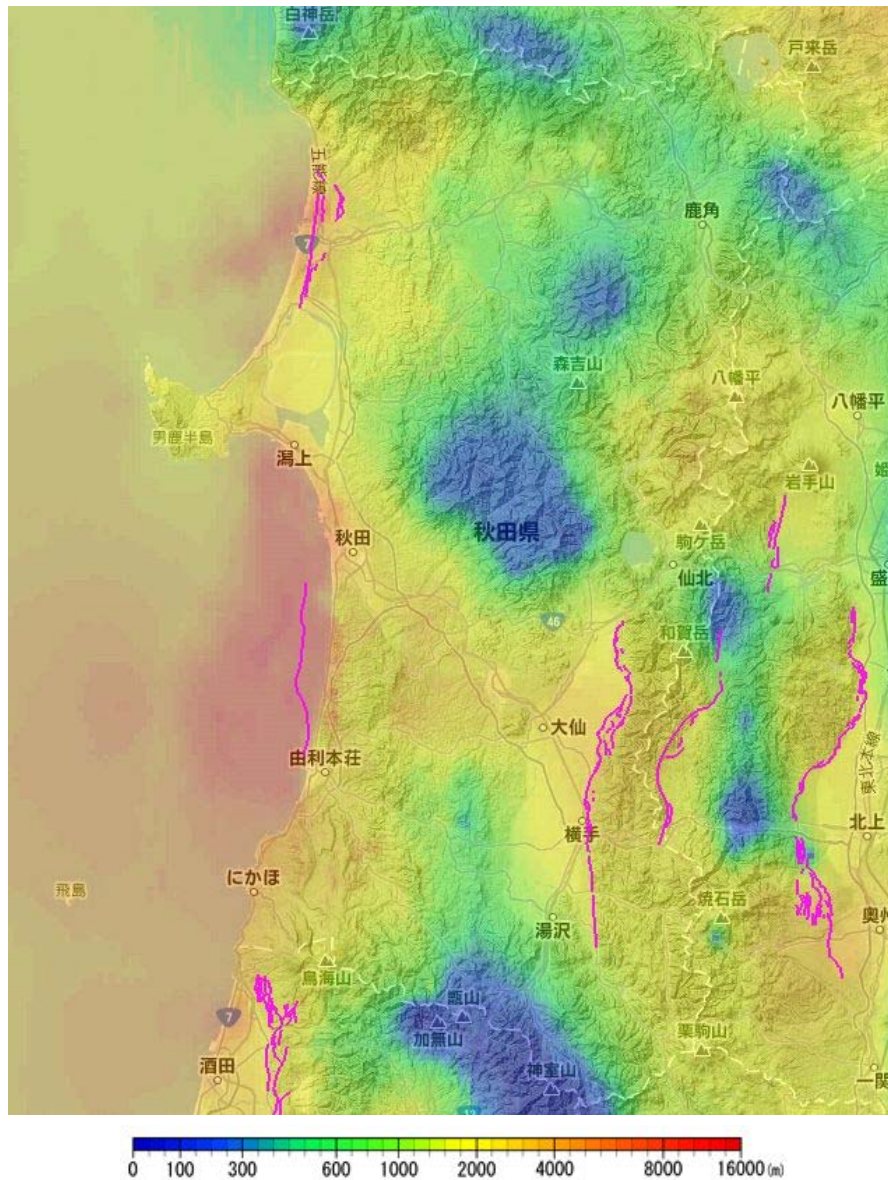 白神岳
戸来岳
五能線
鹿角
7
森吉山
八幡平
八幡平
男鹿半島
潟上
岩手山
姫
秋田県
秋田
駒ケ岳
仙北
盛
46
和賀岳
大仙
東北本線
由利本荘
横手
北上
にかほ
飛島
焼石岳
湯沢
奥州
鳥海山
甑山
加無山
7
栗駒山
酒田
神室山
一関
13
0 100 300 600 1000 2000 4000 8000 16000(m)